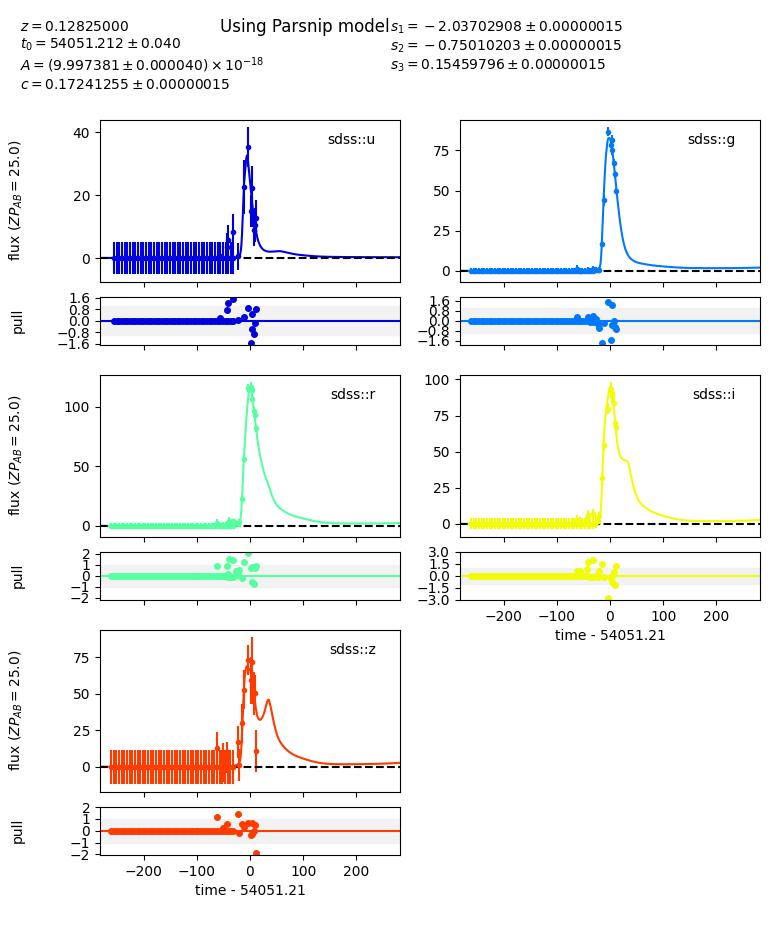 Using Parsnip model
z = 0.12825000
t₀ = 54051.212 ± 0.040
A = (9.997381 ± 0.000040) × 10⁻¹⁸
c = 0.17241255 ± 0.00000015
s₁ = −2.03702908 ± 0.00000015
s₂ = −0.75010203 ± 0.00000015
s₃ = 0.15459796 ± 0.00000015
sdss::u
flux (ZP_AB = 25.0)
40
20
0
pull
1.6
0.8
0.0
−0.8
−1.6
sdss::g
75
50
25
0
1.6
0.8
0.0
−0.8
−1.6
sdss::r
flux (ZP_AB = 25.0)
100
50
0
pull
2
1
0
−1
−2
sdss::i
100
75
50
25
0
3.0
1.5
0.0
−1.5
−3.0
−200 −100 0 100 200
time - 54051.21
sdss::z
flux (ZP_AB = 25.0)
75
50
25
0
pull
2
1
0
−1
−2
−200 −100 0 100 200
time - 54051.21